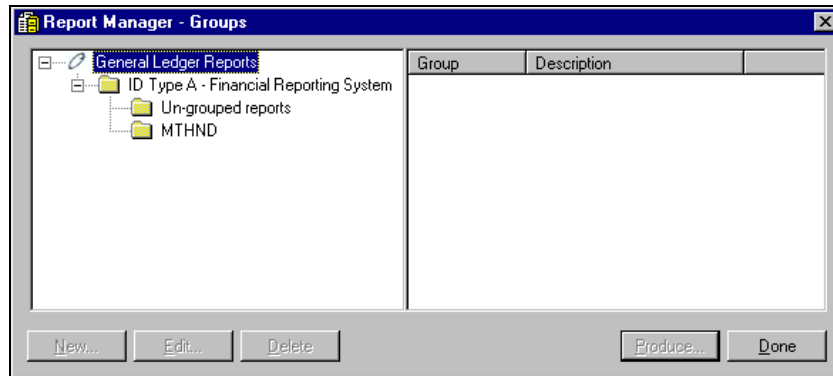 Report Manager - Groups
General Ledger Reports
ID Type A - Financial Reporting System
Un-grouped reports
MTHND
Group Description
New... Edit... Delete Produce... Done